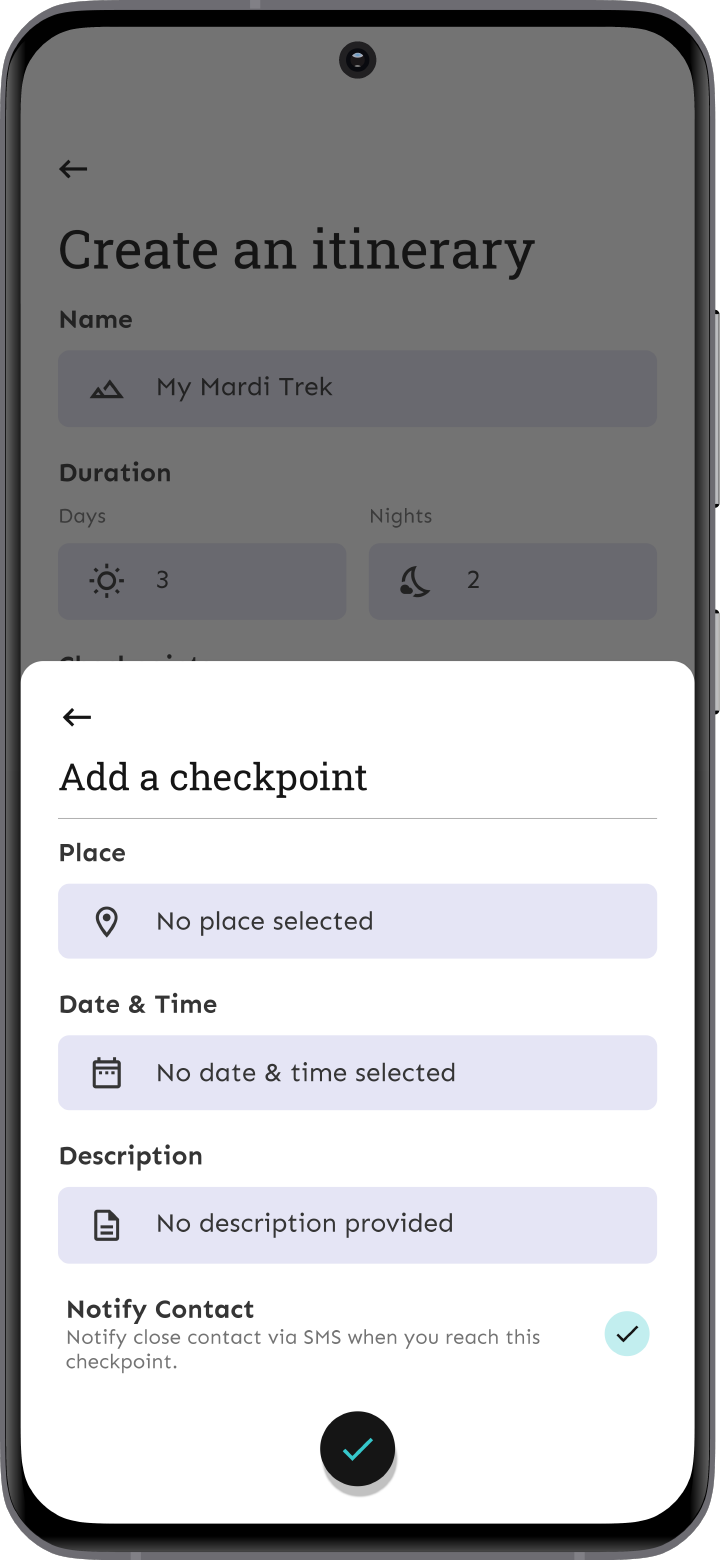 Create an itinerary
Name
My Mardi Trek
Duration
Days
Nights
3
2
Add a checkpoint
Place
No place selected
Date & Time
No date & time selected
Description
No description provided
Notify Contact
Notify close contact via SMS when you reach this
checkpoint.